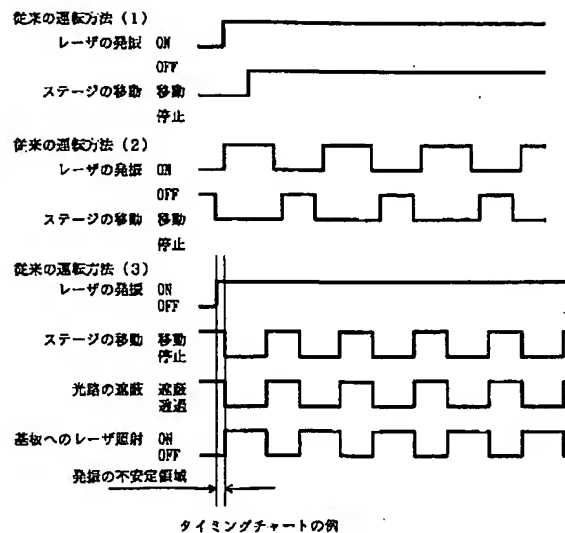 従来の運転方法（1）
レーザの発振 ON
OFF
ステージの移動 移動
停止
従来の運転方法（2）
レーザの発振 ON
OFF
ステージの移動 移動
停止
従来の運転方法（3）
レーザの発振 ON
OFF
ステージの移動 移動
停止
光路の遮蔽 遮蔽
透過
基板へのレーザ照射 ON
OFF
発振の不安定領域
タイミングチャートの例